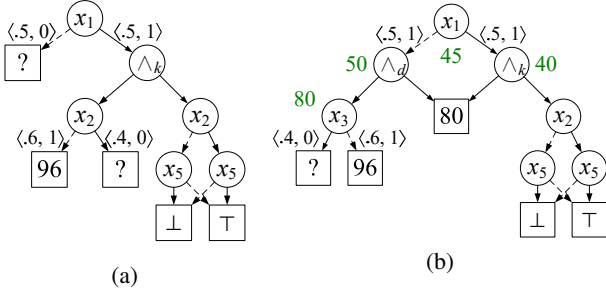 x₁
⟨.5, 0⟩ ⟨.5, 1⟩
? ∧ₖ
x₂ x₂
⟨.6, 1⟩ ⟨.4, 0⟩
96 ? x₅ x₅
⊥ ⊤
(a)
x₁
⟨.5, 1⟩ 45 ⟨.5, 1⟩
50 ∧d ∧ₖ 40
80 x₃ 80 x₂
⟨.4, 0⟩ ⟨.6, 1⟩
? 96 x₅ x₅
⊥ ⊤
(b)